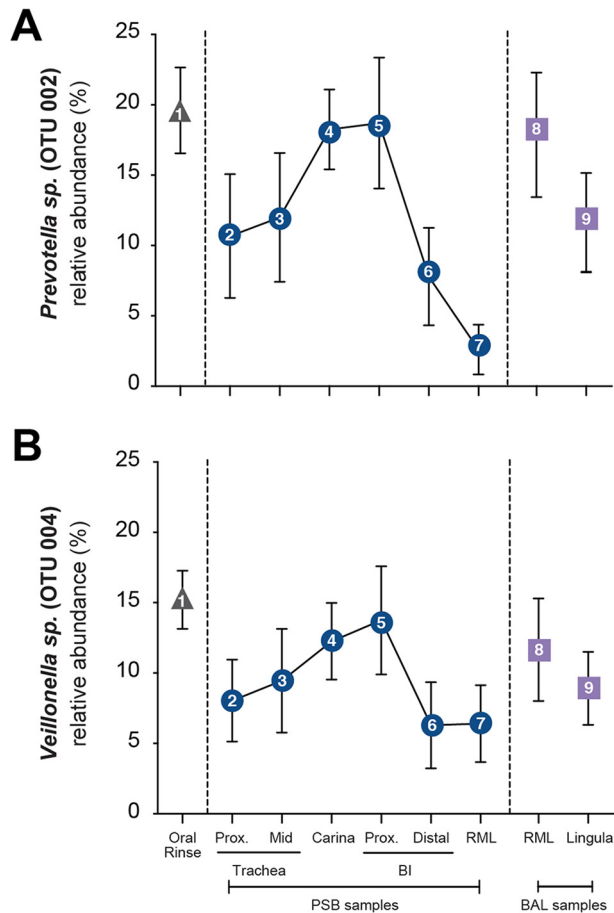 A
Prevotella sp. (OTU 002)
relative abundance (%)
25
20
15
10
5
0
1
2
3
4
5
6
7
8
9
B
Veillonella sp. (OTU 004)
relative abundance (%)
25
20
15
10
5
0
1
2
3
4
5
6
7
8
9
Oral Rinse
Prox.
Mid
Carina
Prox.
Distal
RML
RML
Lingula
Trachea
BI
PSB samples
BAL samples